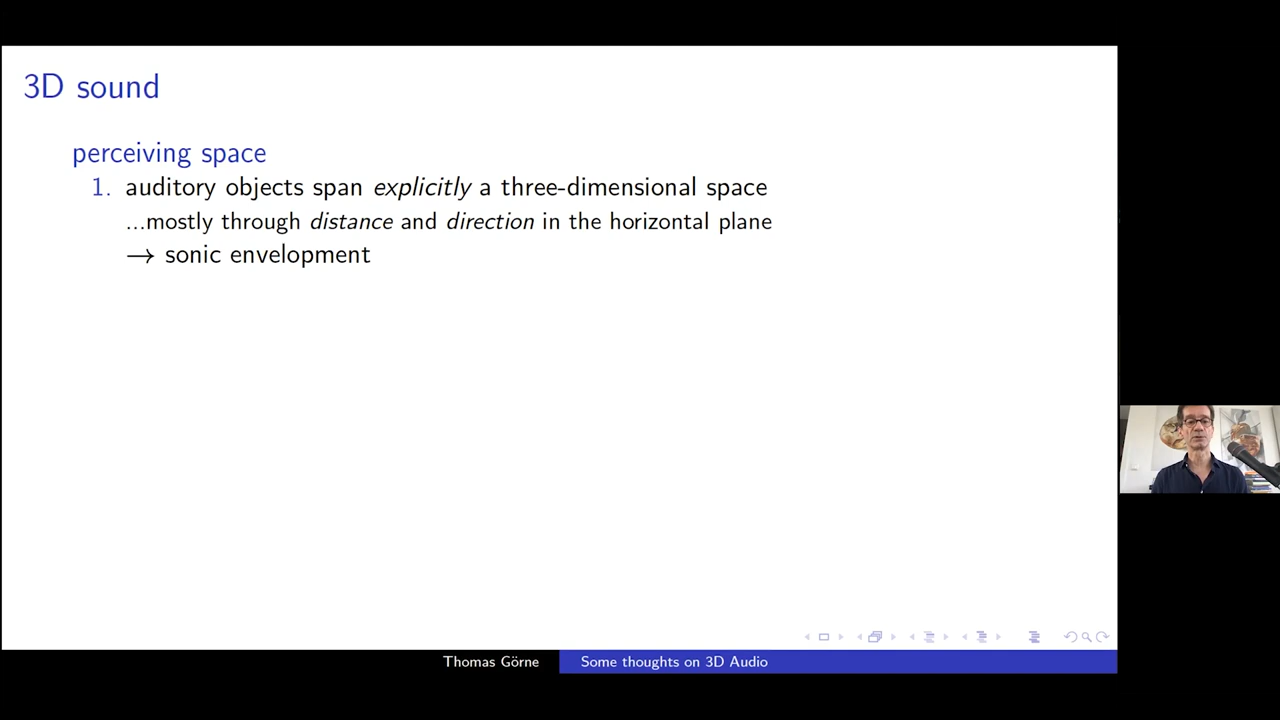 3D sound
perceiving space
1. auditory objects span explicitly a three-dimensional space
...mostly through distance and direction in the horizontal plane
→ sonic envelopment
Thomas Görne
Some thoughts on 3D Audio